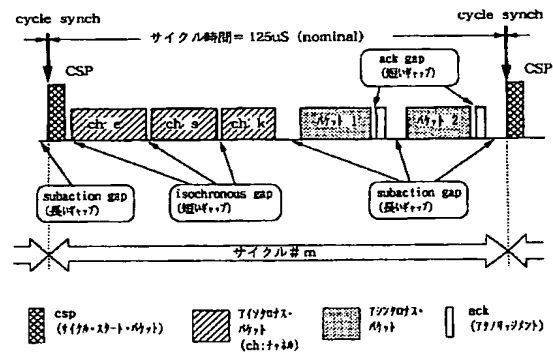 cycle synch
cycle synch
サイクル時間= 125uS (nominal)
CSP
ack gap
(短いギャップ)
CSP
ch: c
ch: s
ch: k
パケット 1
パケット 2
subaction gap
(長いギャップ)
isochronous gap
(短いギャップ)
subaction gap
(長いギャップ)
サイクル#m
csp
(サイクル・スタート・パケット)
アイソクロナス・
パケット
(ch:チャネル)
アシンクロナス・
パケット
ack
(アクノリッジメント)